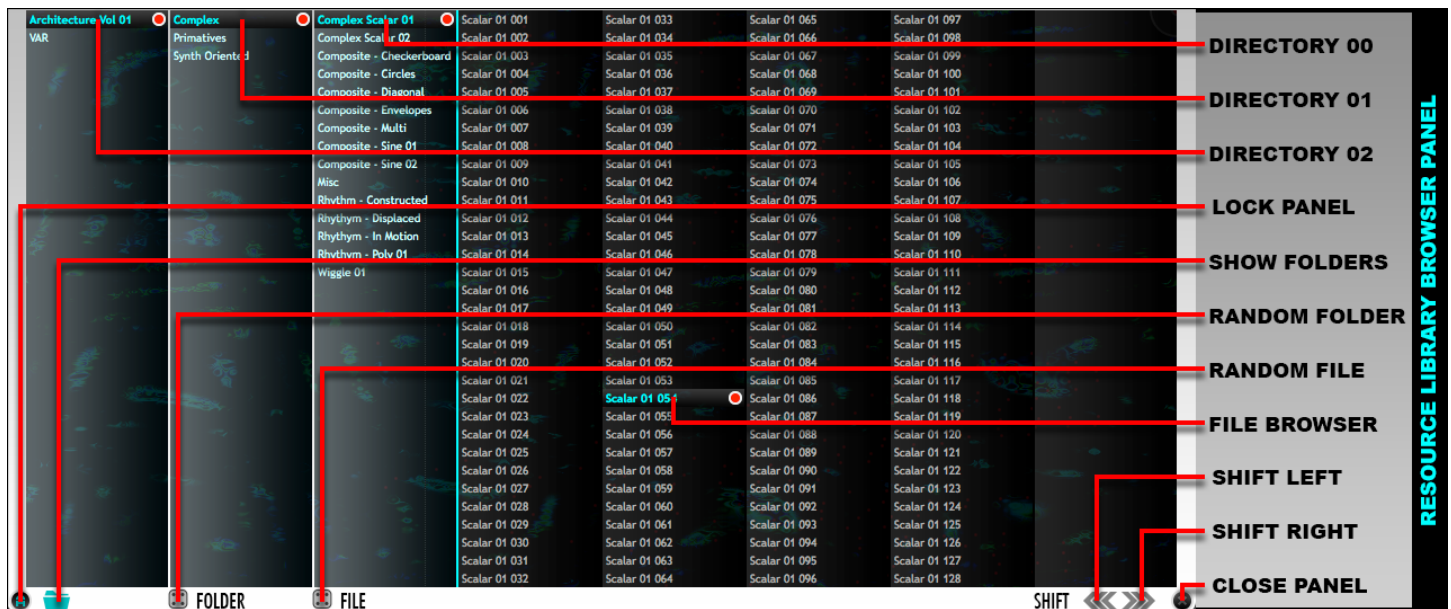 Architecture Vol 01
VAR
Complex
Primatives
Synth Oriented
Complex Scalar 01
Complex Scalar 02
Composite - Checkerboard
Composite - Circles
Composite - Diagonal
Composite - Envelopes
Composite - Multi
Composite - Sine 01
Composite - Sine 02
Misc
Rhythm - Constructed
Rhythym - Displaced
Rhythym - In Motion
Rhythym - Poly 01
Wiggle 01
Scalar 01 001
Scalar 01 002
Scalar 01 003
Scalar 01 004
Scalar 01 005
Scalar 01 006
Scalar 01 007
Scalar 01 008
Scalar 01 009
Scalar 01 010
Scalar 01 011
Scalar 01 012
Scalar 01 013
Scalar 01 014
Scalar 01 015
Scalar 01 016
Scalar 01 017
Scalar 01 018
Scalar 01 019
Scalar 01 020
Scalar 01 021
Scalar 01 022
Scalar 01 023
Scalar 01 024
Scalar 01 025
Scalar 01 026
Scalar 01 027
Scalar 01 028
Scalar 01 029
Scalar 01 030
Scalar 01 031
Scalar 01 032
Scalar 01 033
Scalar 01 034
Scalar 01 035
Scalar 01 036
Scalar 01 037
Scalar 01 038
Scalar 01 039
Scalar 01 040
Scalar 01 041
Scalar 01 042
Scalar 01 043
Scalar 01 044
Scalar 01 045
Scalar 01 046
Scalar 01 047
Scalar 01 048
Scalar 01 049
Scalar 01 050
Scalar 01 051
Scalar 01 052
Scalar 01 053
Scalar 01 054
Scalar 01 055
Scalar 01 056
Scalar 01 057
Scalar 01 058
Scalar 01 059
Scalar 01 060
Scalar 01 061
Scalar 01 062
Scalar 01 063
Scalar 01 064
Scalar 01 065
Scalar 01 066
Scalar 01 067
Scalar 01 068
Scalar 01 069
Scalar 01 070
Scalar 01 071
Scalar 01 072
Scalar 01 073
Scalar 01 074
Scalar 01 075
Scalar 01 076
Scalar 01 077
Scalar 01 078
Scalar 01 079
Scalar 01 080
Scalar 01 081
Scalar 01 082
Scalar 01 083
Scalar 01 084
Scalar 01 085
Scalar 01 086
Scalar 01 087
Scalar 01 088
Scalar 01 089
Scalar 01 090
Scalar 01 091
Scalar 01 092
Scalar 01 093
Scalar 01 094
Scalar 01 095
Scalar 01 096
Scalar 01 097
Scalar 01 098
Scalar 01 099
Scalar 01 100
Scalar 01 101
Scalar 01 102
Scalar 01 103
Scalar 01 104
Scalar 01 105
Scalar 01 106
Scalar 01 107
Scalar 01 108
Scalar 01 109
Scalar 01 110
Scalar 01 111
Scalar 01 112
Scalar 01 113
Scalar 01 114
Scalar 01 115
Scalar 01 116
Scalar 01 117
Scalar 01 118
Scalar 01 119
Scalar 01 120
Scalar 01 121
Scalar 01 122
Scalar 01 123
Scalar 01 124
Scalar 01 125
Scalar 01 126
Scalar 01 127
Scalar 01 128
FOLDER
FILE
SHIFT
DIRECTORY 00
DIRECTORY 01
DIRECTORY 02
LOCK PANEL
SHOW FOLDERS
RANDOM FOLDER
RANDOM FILE
FILE BROWSER
SHIFT LEFT
SHIFT RIGHT
CLOSE PANEL
RESOURCE LIBRARY BROWSER PANEL